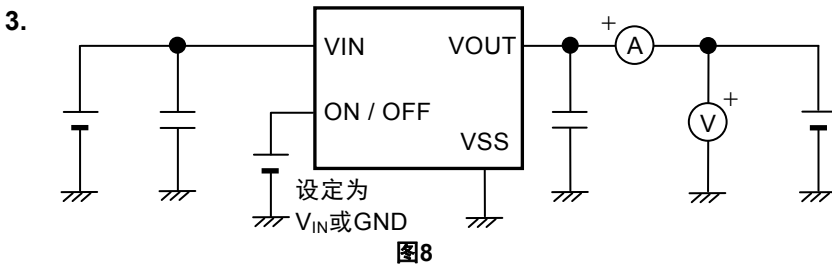 3.
VIN
VOUT
+
A
ON / OFF
V
+
VSS
设定为
VIN或GND
图8